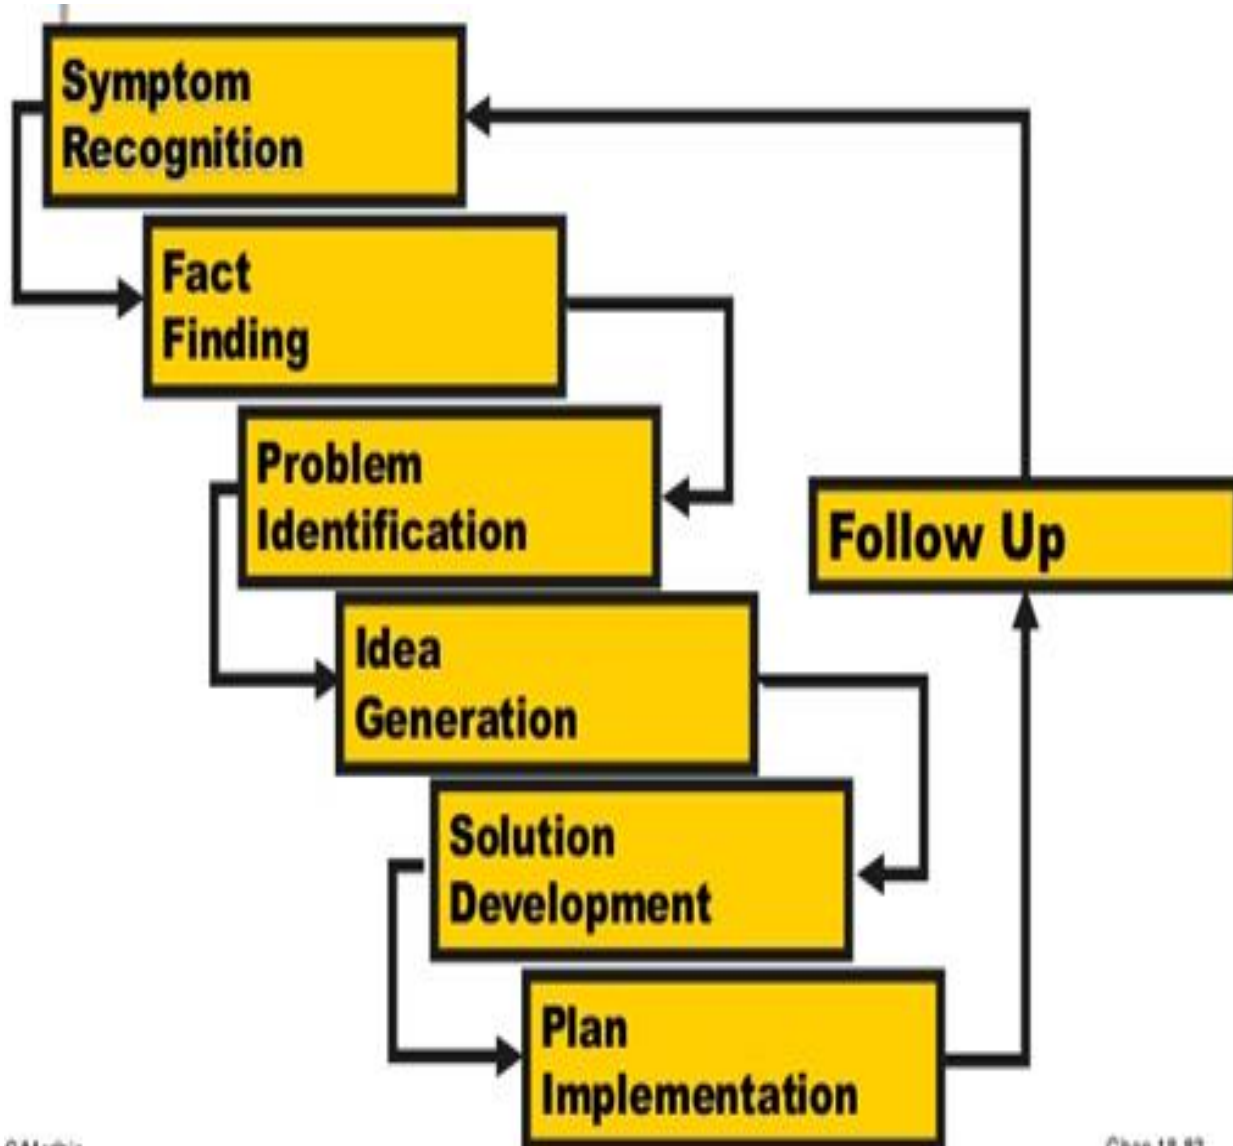 Symptom
Recognition
Fact
Finding
Problem
Identification
Follow Up
Idea
Generation
Solution
Development
Plan
Implementation